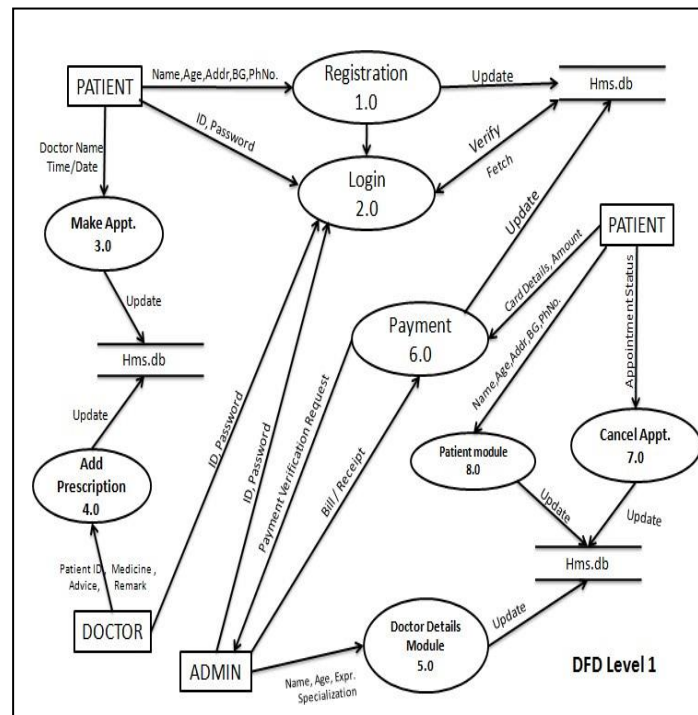 PATIENT
Name,Age,Addr,BG,PhNo.
Registration
1.0
Update
Hms.db
ID, Password
Doctor Name
Time/Date
Login
2.0
Verify
Fetch
Make Appt.
3.0
Update
PATIENT
Update
Card Details, Amount
Name,Age,Addr,BG,PhNo.
Appointment Status
Hms.db
Payment
6.0
Update
ID, Password
ID, Password
Payment Verification Request
Bill / Receipt
Add
Prescription
4.0
Patient module
8.0
Cancel Appt.
7.0
Update
Update
Hms.db
Patient ID , Medicine ,
Advice, Remark
DOCTOR
ADMIN
Name, Age, Expr.
Specialization
Doctor Details
Module
5.0
Update
DFD Level 1